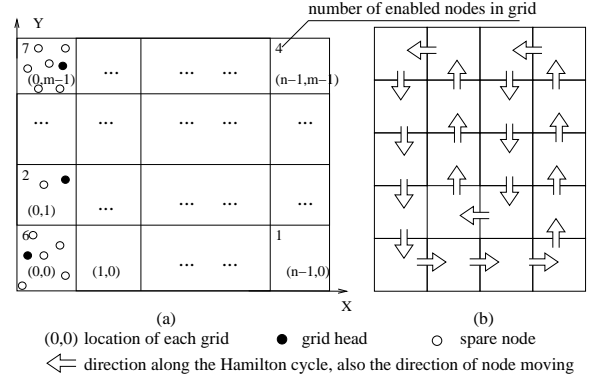 number of enabled nodes in grid
Y
7
(0,m−1)
...
... ...
4
(n−1,m−1)
...
... ...
...
2
(0,1)
...
... ...
...
6
(0,0)
(1,0)
... ...
1
(n−1,0)
X
(a)
(b)
(0,0) location of each grid
grid head
spare node
direction along the Hamilton cycle, also the direction of node moving